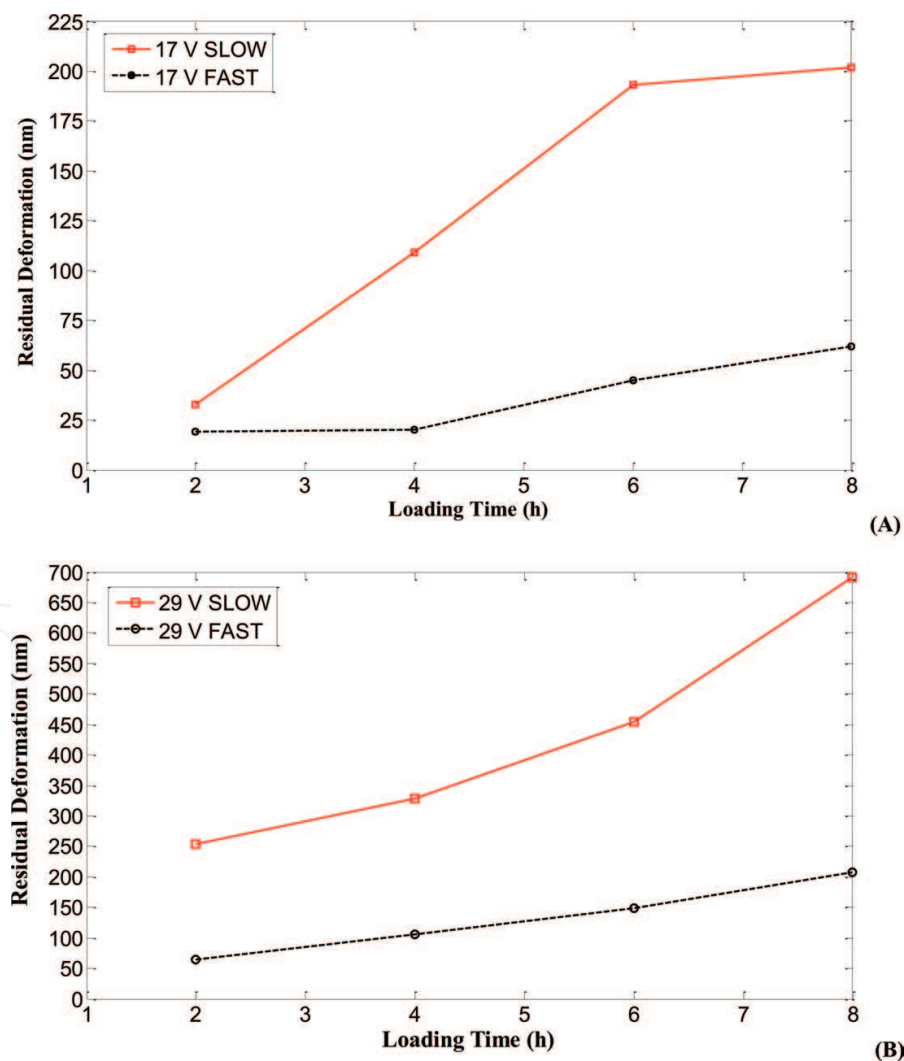 225
200
175
150
125
100
75
50
25
0
Residual Deformation (nm)
17 V SLOW
17 V FAST
1 2 3 4 5 6 7 8
Loading Time (h)
(A)
700
650
600
550
500
450
400
350
300
250
200
150
100
50
0
Residual Deformation (nm)
29 V SLOW
29 V FAST
1 2 3 4 5 6 7 8
Loading Time (h)
(B)